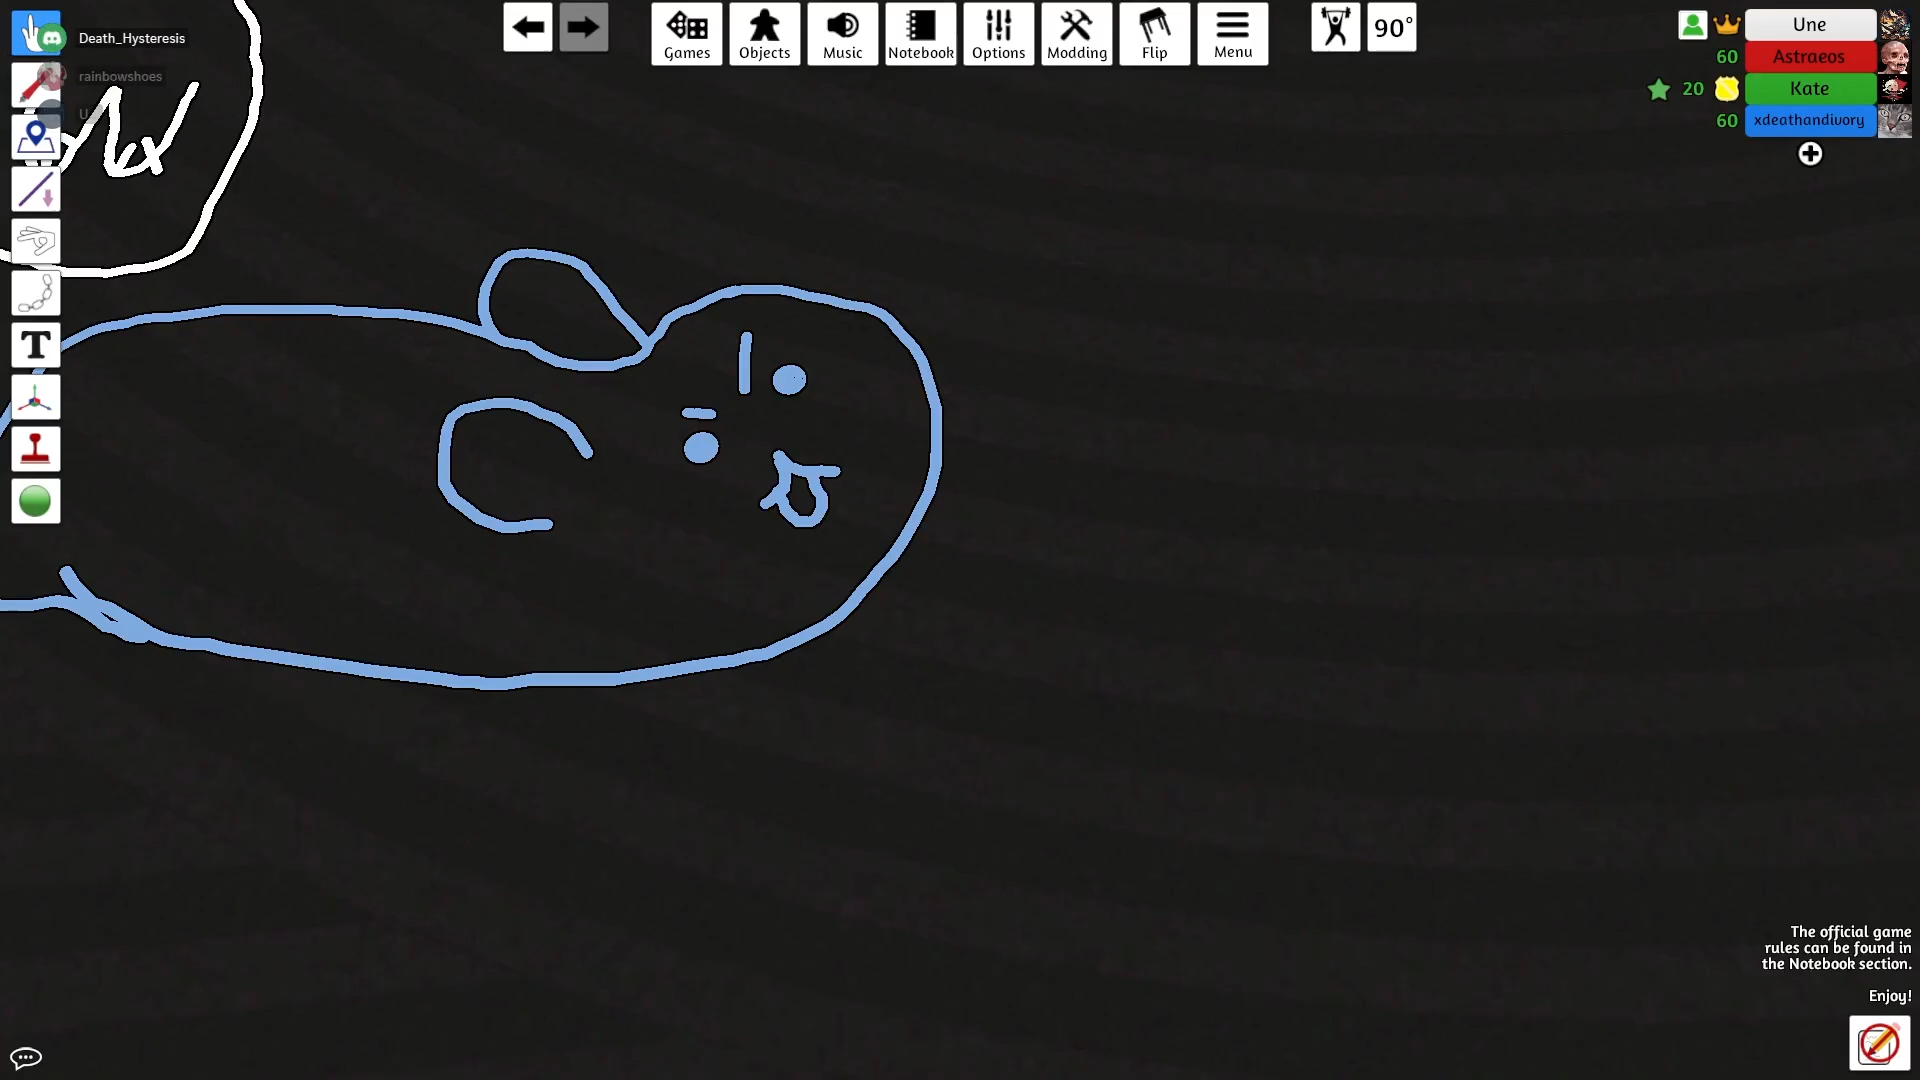 Death_Hysteresis
rainbowshoes
Games
Objects
Music
Notebook
Options
Modding
Flip
Menu
90°
Une
60 Astraeos
20 Kate
60 xdeathandivory
T
The official game
rules can be found in
the Notebook section.
Enjoy!